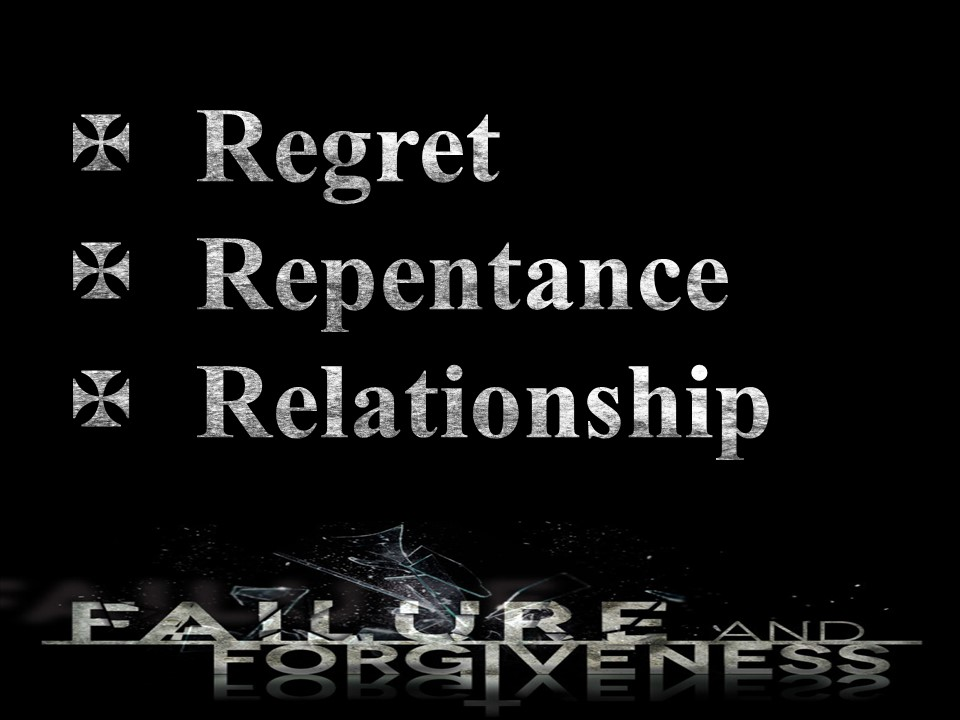 ✠ Regret
✠ Repentance
✠ Relationship
FAILURE AND
FORGIVENESS